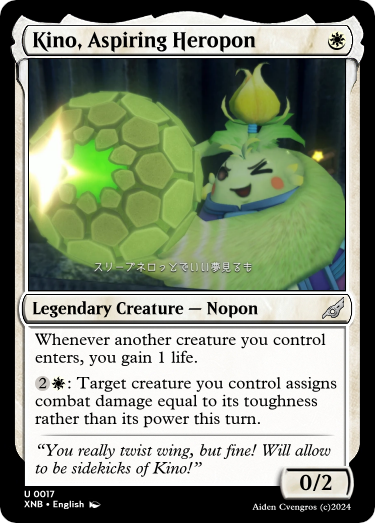 Kino, Aspiring Heropon
スリープネロっとでいい夢見るも
Legendary Creature — Nopon
Whenever another creature you control
enters, you gain 1 life.
2: Target creature you control assigns
combat damage equal to its toughness
rather than its power this turn.
“You really twist wing, but fine! Will allow
to be sidekicks of Kino!”
0/2
U 0017
XNB • English
Aiden Cvengros (c)2024